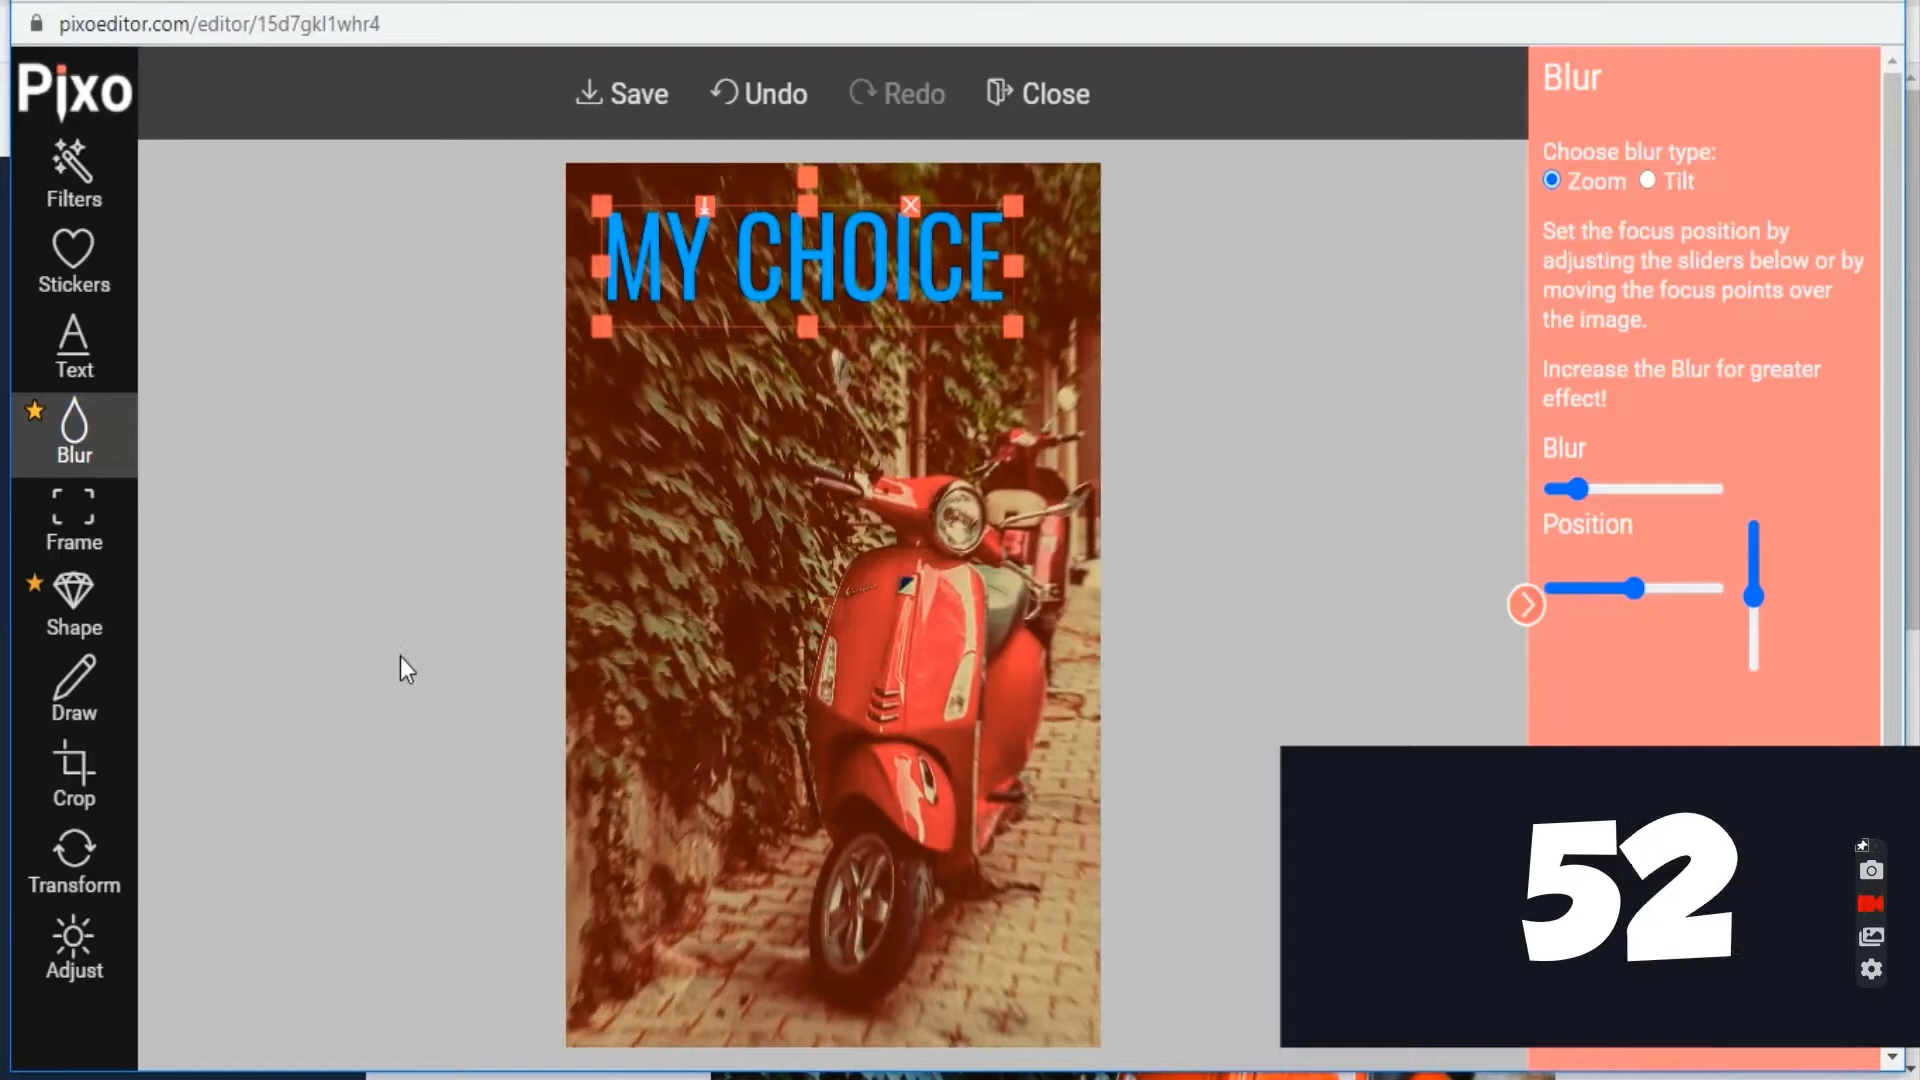 pixoeditor.com/editor/15d7gkl1whr4
Pixo
Save
Undo
Redo
Close
Filters
Stickers
Text
Blur
Frame
Shape
Draw
Crop
Transform
Adjust
MY CHOICE
Blur
Choose blur type:
Zoom Tilt
Set the focus position by
adjusting the sliders below or by
moving the focus points over
the image.
Increase the Blur for greater
effect!
Blur
Position
52